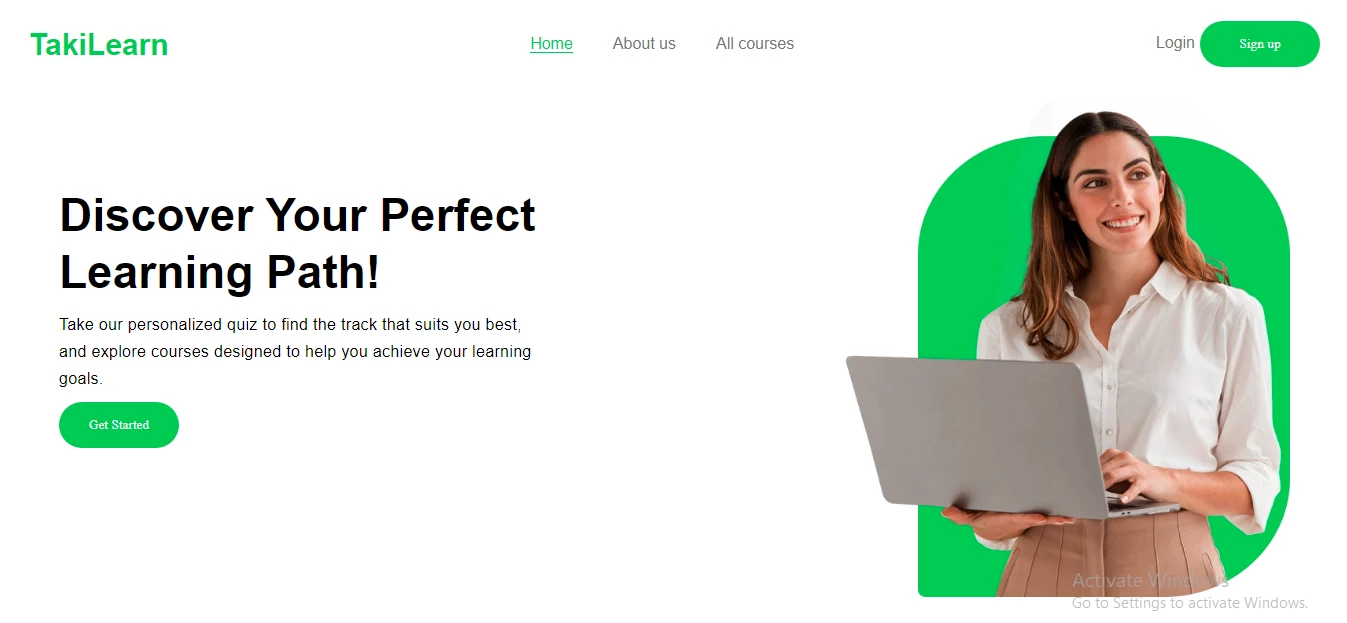 TakiLearn
Home
About us
All courses
Login
Sign up
Discover Your Perfect
Learning Path!
Take our personalized quiz to find the track that suits you best,
and explore courses designed to help you achieve your learning
goals.
Get Started
Activate Windows
Go to Settings to activate Windows.